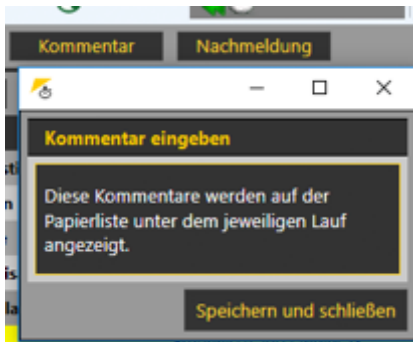 Kommentar Nachmeldung
Kommentar eingeben
Diese Kommentare werden auf der
Papierliste unter dem jeweiligen Lauf
angezeigt.
Speichern und schließen